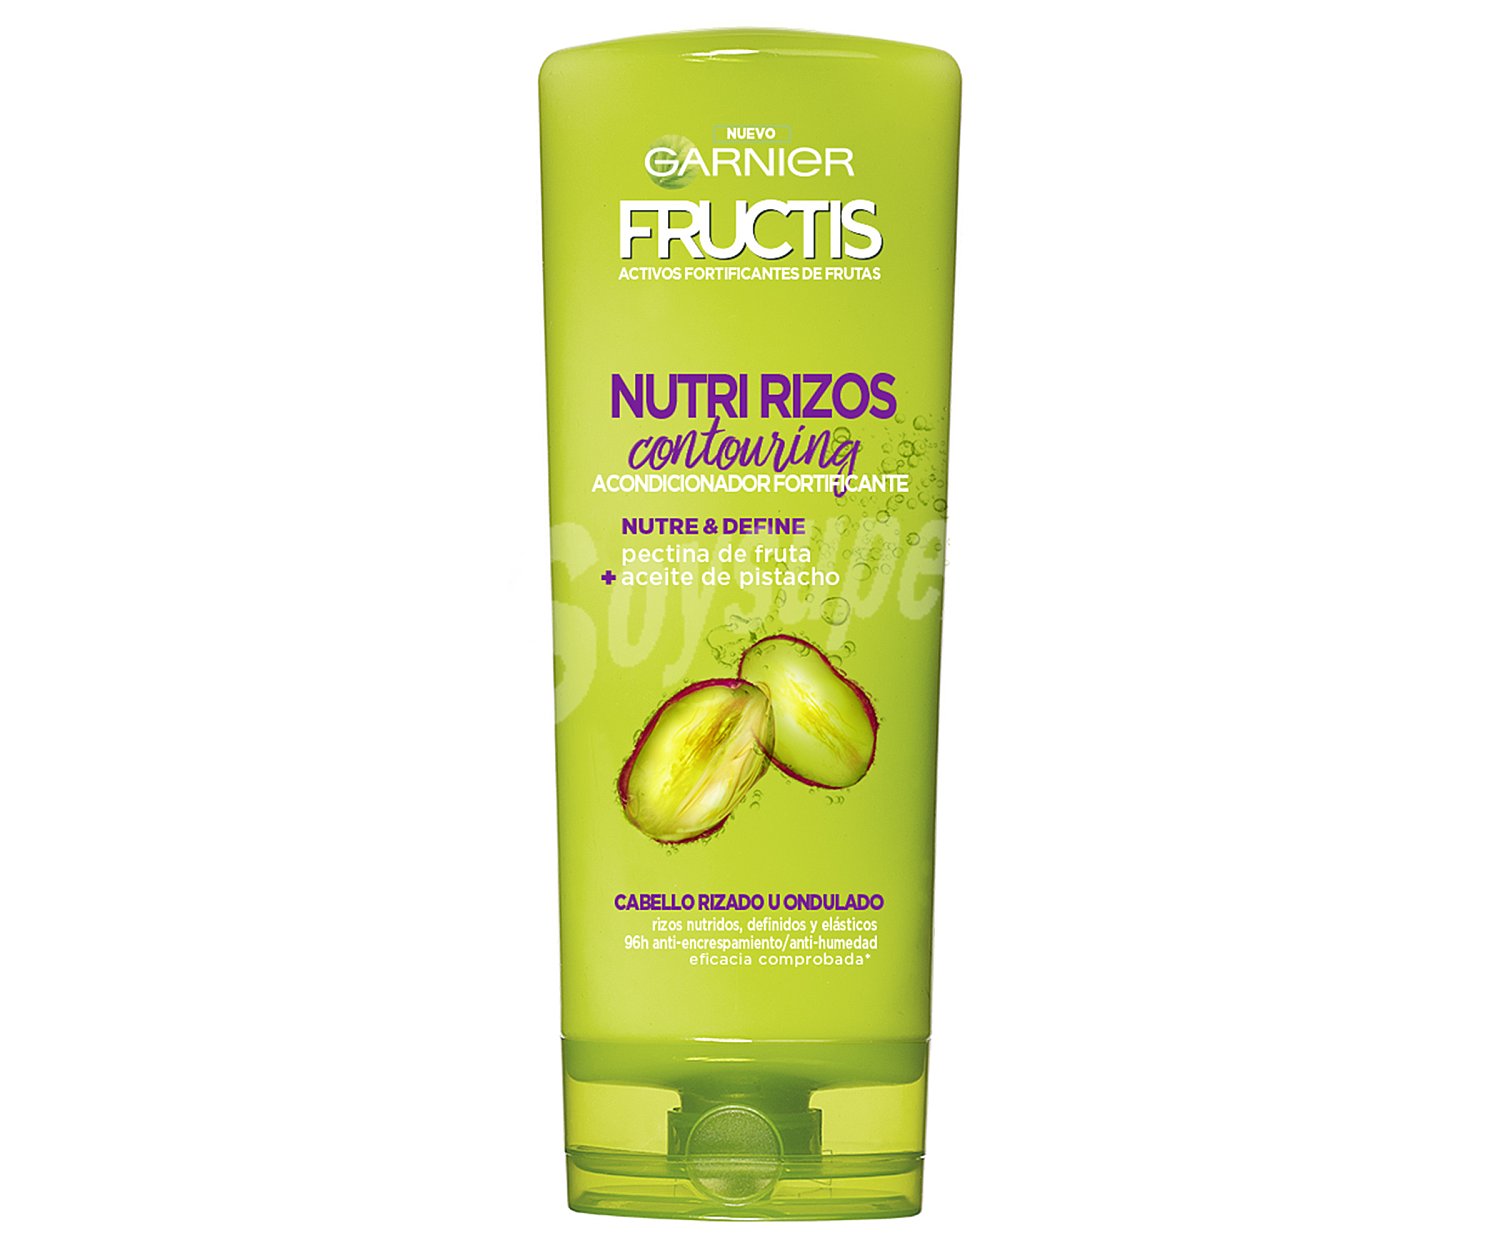 NUEVO
GARNIER
FRUCTIS
ACTIVOS FORTIFICANTES DE FRUTAS
NUTRI RIZOS
contouring
ACONDICIONADOR FORTIFICANTE
NUTRE & DEFINE
pectina de fruta
+ aceite de pistacho
Soysupe
CABELLO RIZADO U ONDULADO
rizos nutridos, definidos y elásticos
96h anti-encrespamiento/anti-humedad
eficacia comprobada*